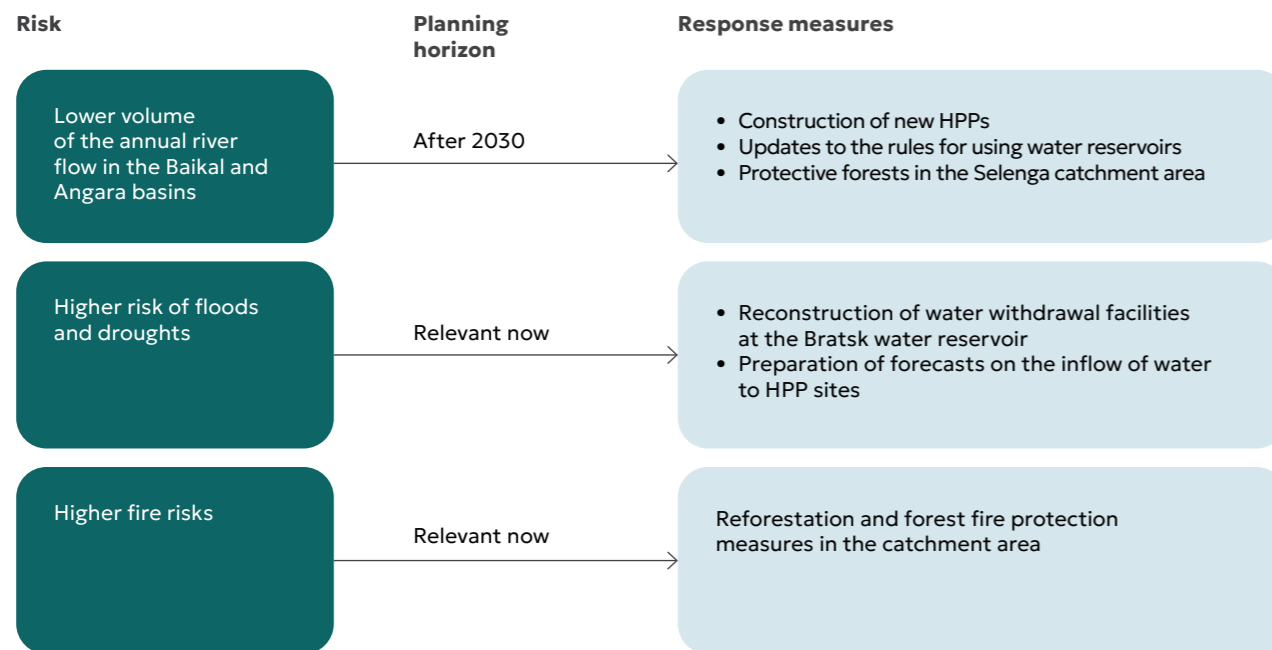 Risk
Planning
horizon
Response measures
Lower volume
of the annual river
flow in the Baikal and
Angara basins
After 2030
• Construction of new HPPs
• Updates to the rules for using water reservoirs
• Protective forests in the Selenga catchment area
Higher risk of floods
and droughts
Relevant now
• Reconstruction of water withdrawal facilities
at the Bratsk water reservoir
• Preparation of forecasts on the inflow of water
to HPP sites
Higher fire risks
Relevant now
Reforestation and forest fire protection
measures in the catchment area